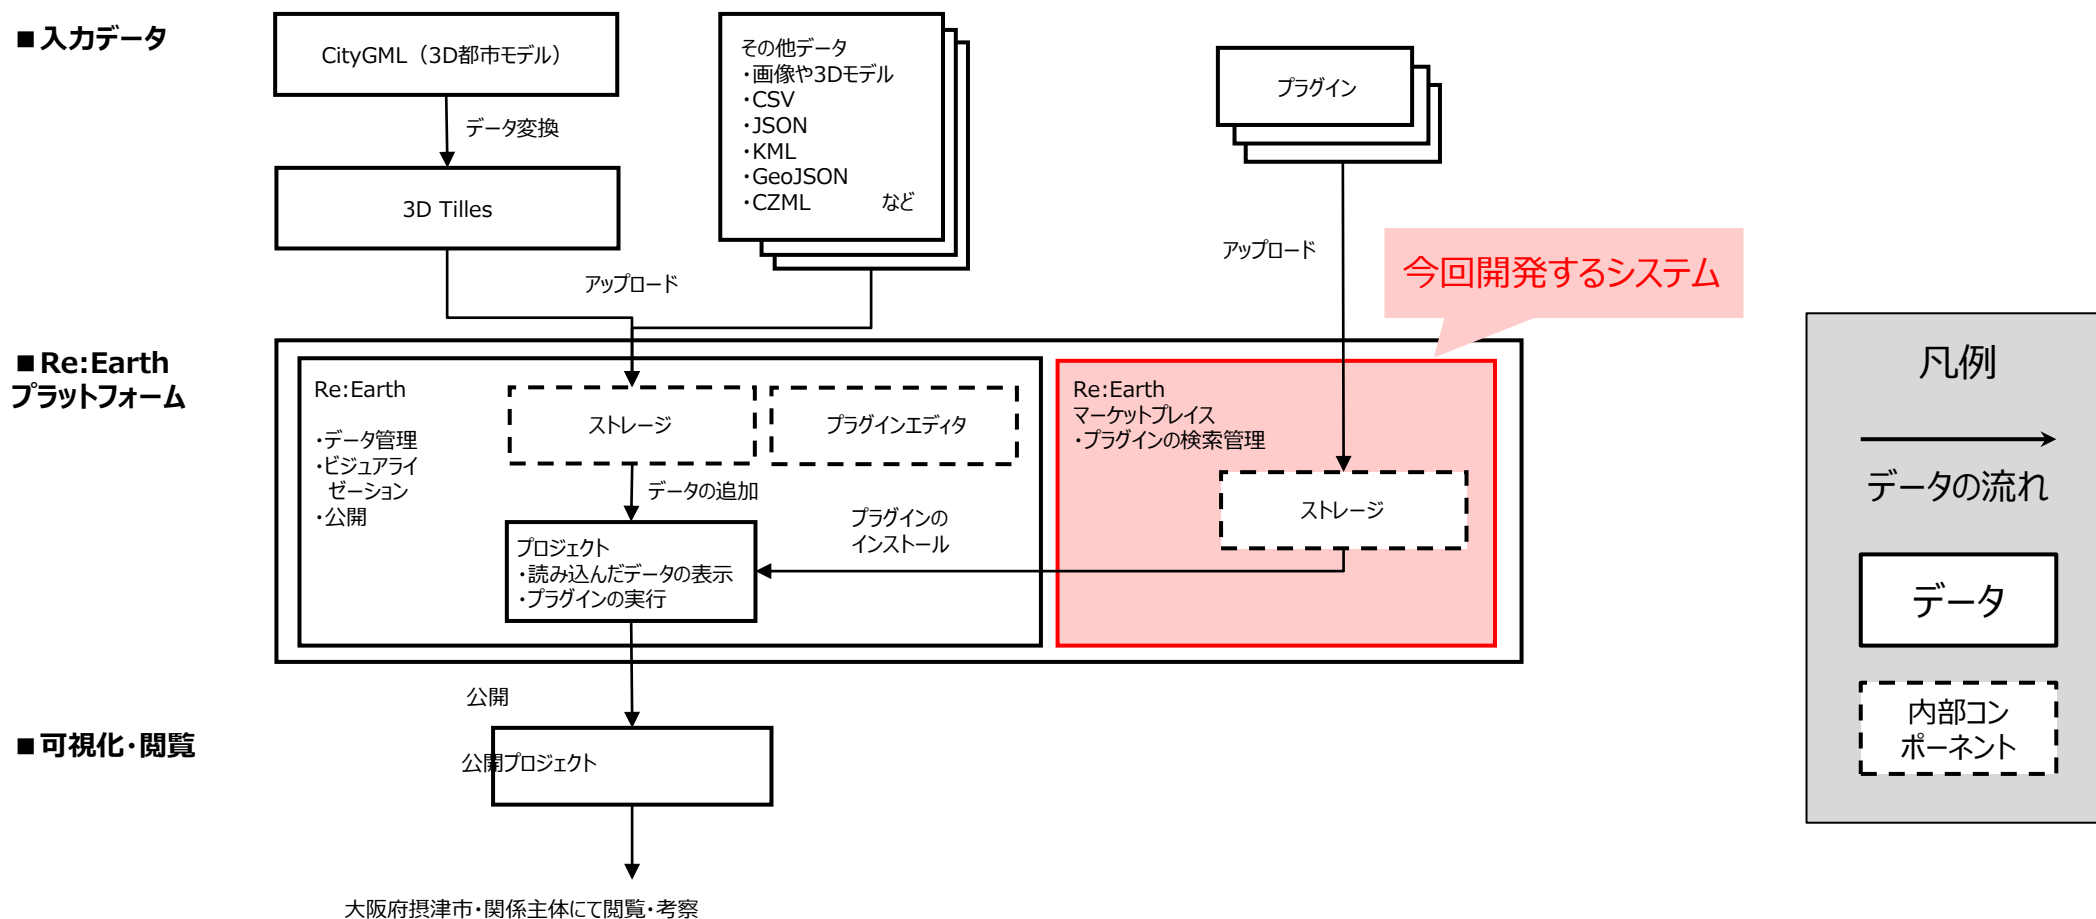 ■入力データ
CityGML（3D都市モデル）
データ変換
3D Tilles
その他データ
・画像や3Dモデル
・CSV
・JSON
・KML
・GeoJSON
・CZML　など
プラグイン
アップロード
アップロード
今回開発するシステム
■Re:Earth
プラットフォーム
Re:Earth
・データ管理
・ビジュアライ
ゼーション
・公開
ストレージ
プラグインエディタ
データの追加
プロジェクト
・読み込んだデータの表示
・プラグインの実行
プラグインの
インストール
Re:Earth
マーケットプレイス
・プラグインの検索管理
ストレージ
公開
■可視化・閲覧
公開プロジェクト
大阪府摂津市・関係主体にて閲覧・考察
凡例
データの流れ
データ
内部コン
ポーネント